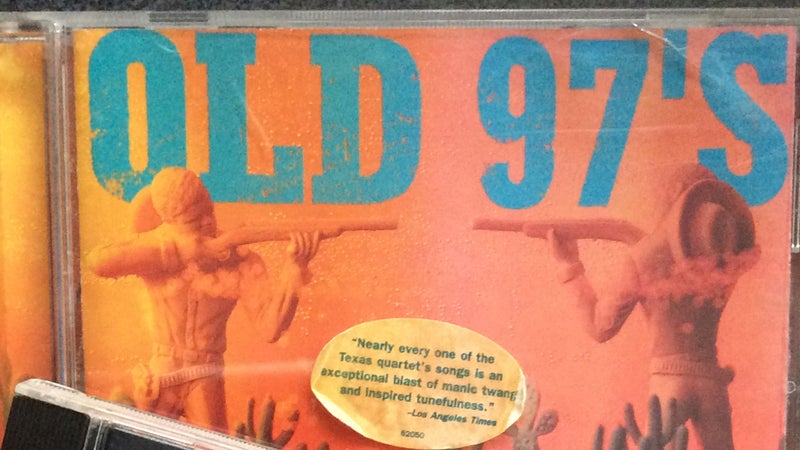 OLD 97'S
"Nearly every one of the
Texas quartet's songs is an
exceptional blast of manic twang
and inspired tunefulness."
–Los Angeles Times
62050